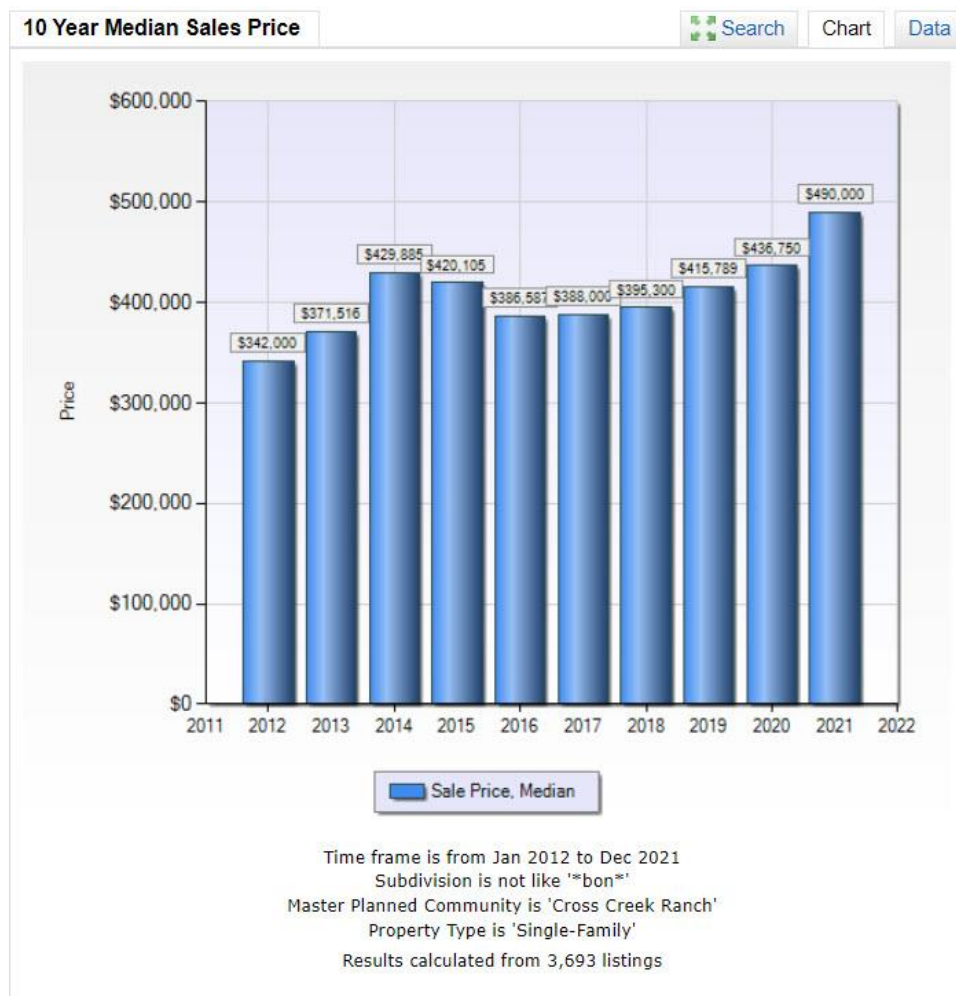 10 Year Median Sales Price
Search
Chart
Data
$600,000
$500,000
$400,000
$300,000
$200,000
$100,000
$0
Price
$342,000
$371,516
$429,885
$420,105
$386,587
$388,000
$395,300
$415,789
$436,750
$490,000
2011 2012 2013 2014 2015 2016 2017 2018 2019 2020 2021 2022
Sale Price, Median
Time frame is from Jan 2012 to Dec 2021
Subdivision is not like '*bon*'
Master Planned Community is 'Cross Creek Ranch'
Property Type is 'Single-Family'
Results calculated from 3,693 listings